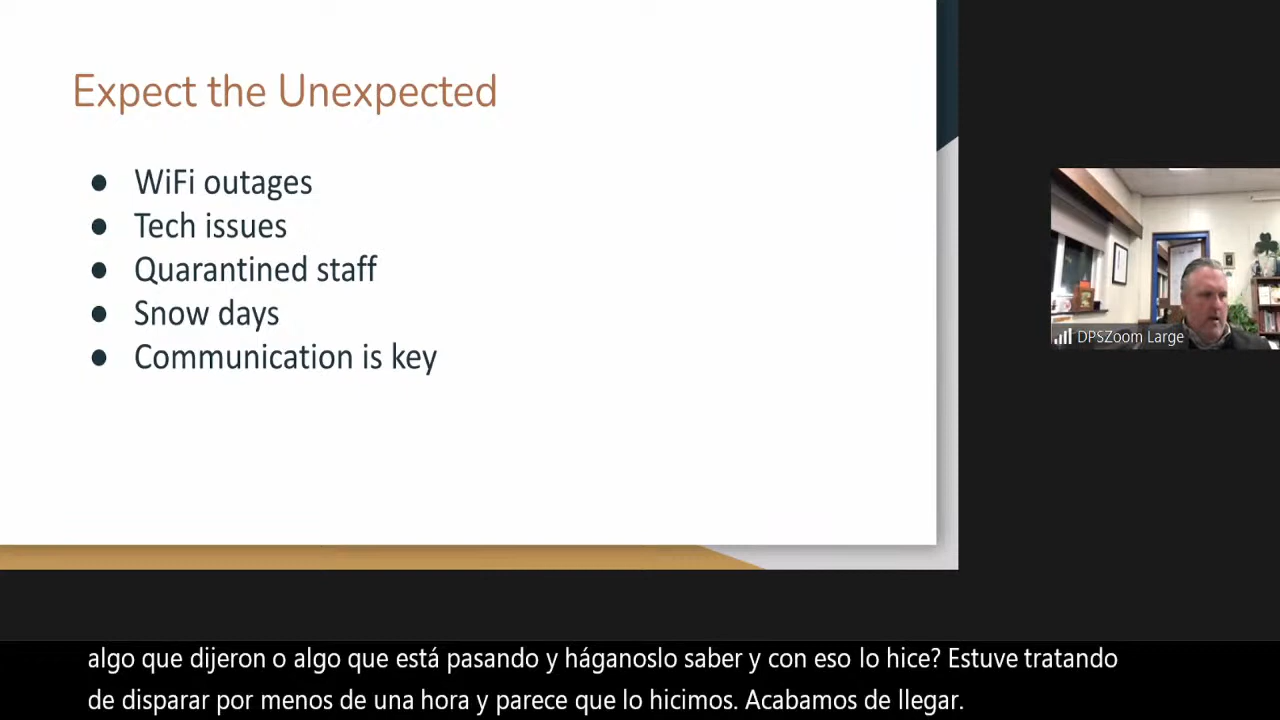 Expect the Unexpected
● WiFi outages
● Tech issues
● Quarantined staff
● Snow days
● Communication is key
DPSZoom Large
algo que dijeron o algo que está pasando y háganoslo saber y con eso lo hice? Estuve tratando
de disparar por menos de una hora y parece que lo hicimos. Acabamos de llegar.